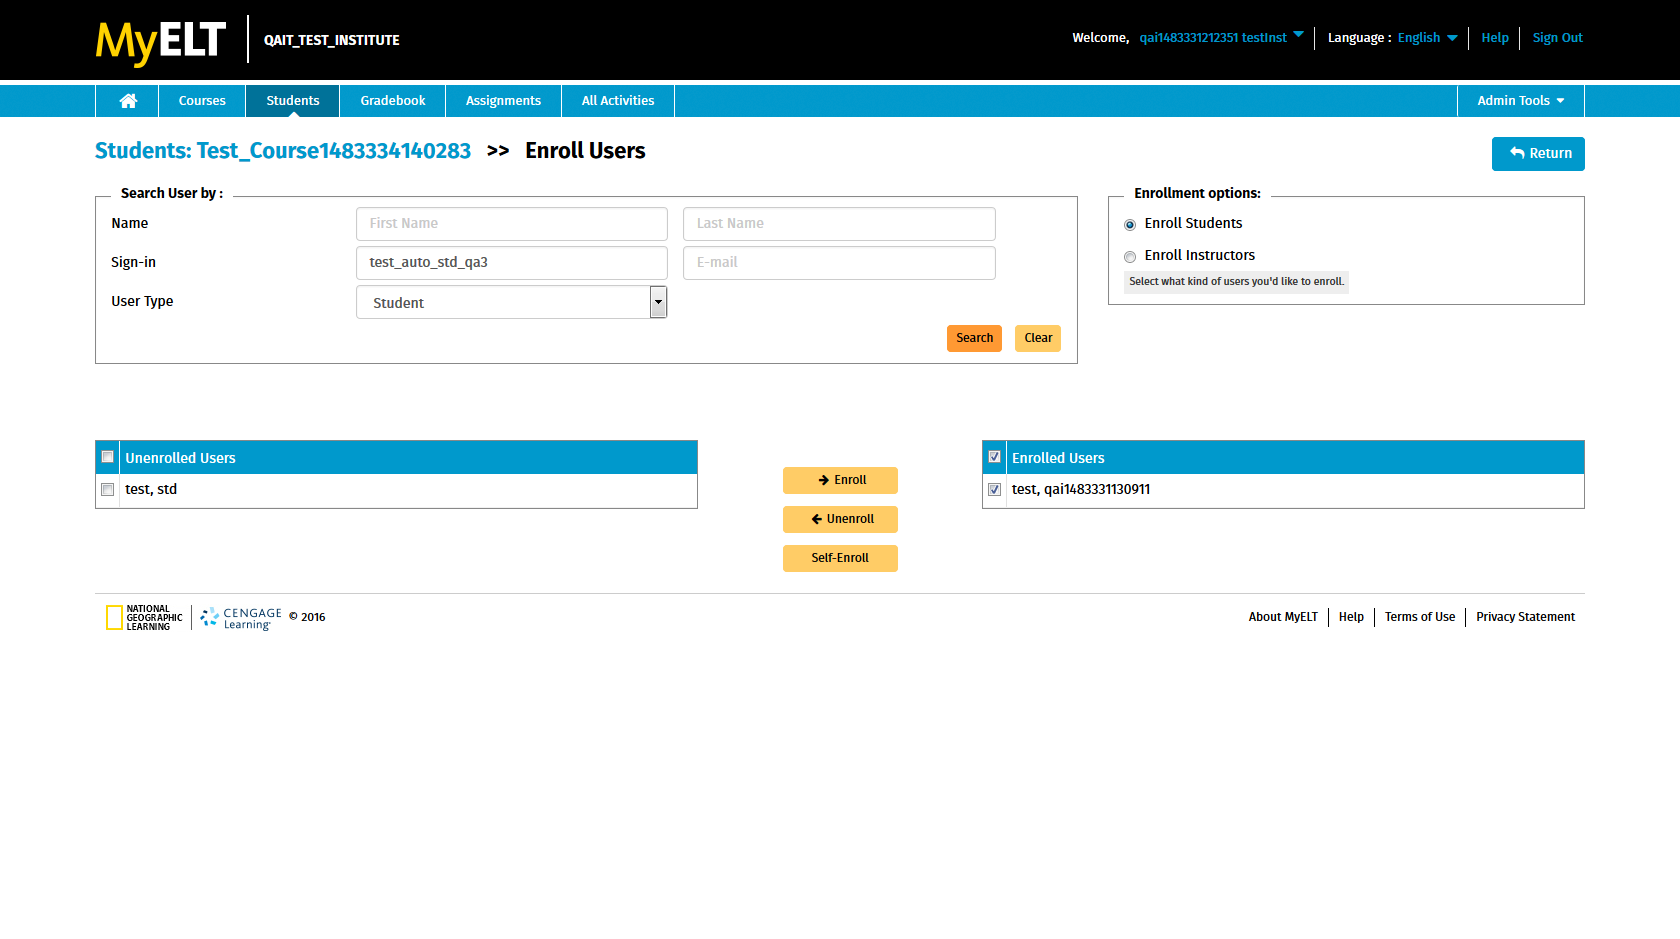 MyELT
QAIT_TEST_INSTITUTE
Welcome, qai1483331212351 testInst
Language : English
Help
Sign Out
Courses
Students
Gradebook
Assignments
All Activities
Admin Tools
Students: Test_Course1483334140283 >> Enroll Users
Return
Search User by :
Name
First Name
Last Name
Sign-in
test_auto_std_qa3
E-mail
User Type
Student
Search
Clear
Enrollment options:
Enroll Students
Enroll Instructors
Select what kind of users you'd like to enroll.
Unenrolled Users
test, std
Enroll
Unenroll
Self-Enroll
Enrolled Users
test, qai1483331130911
NATIONAL
GEOGRAPHIC
LEARNING
CENGAGE
Learning
© 2016
About MyELT
Help
Terms of Use
Privacy Statement